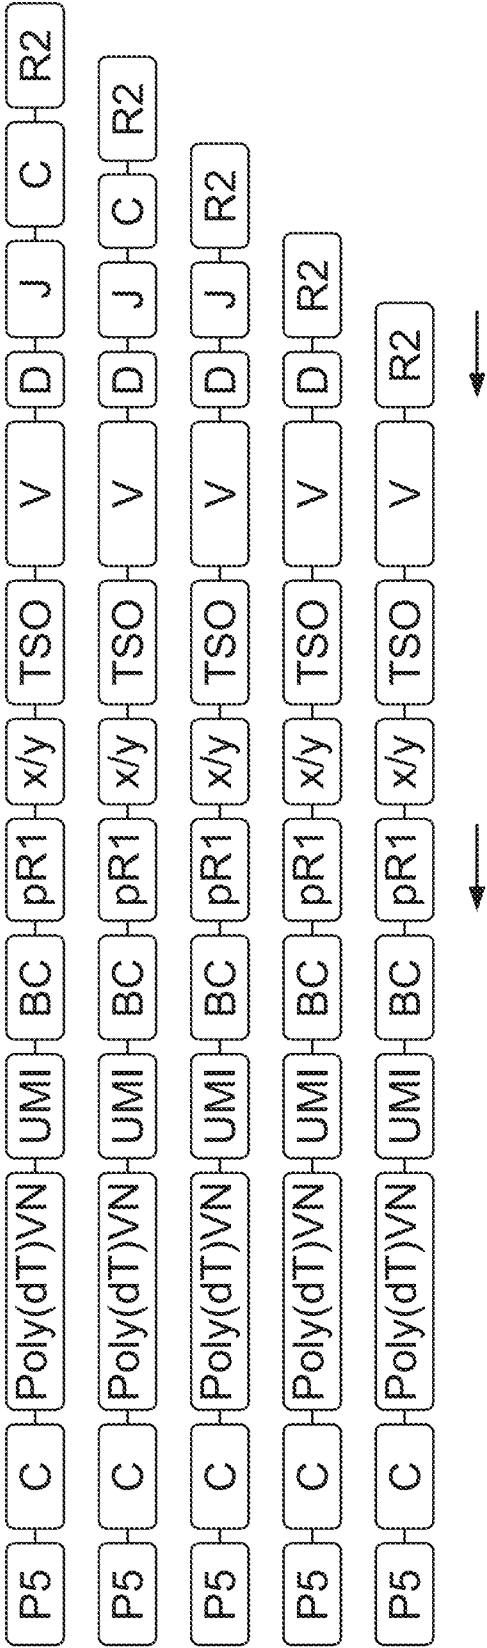 P5 C Poly(dT)VN UMI BC pR1 x/y TSO V D J C R2
P5 C Poly(dT)VN UMI BC pR1 x/y TSO V D J C R2
P5 C Poly(dT)VN UMI BC pR1 x/y TSO V D J R2
P5 C Poly(dT)VN UMI BC pR1 x/y TSO V D R2
P5 C Poly(dT)VN UMI BC pR1 x/y TSO V R2